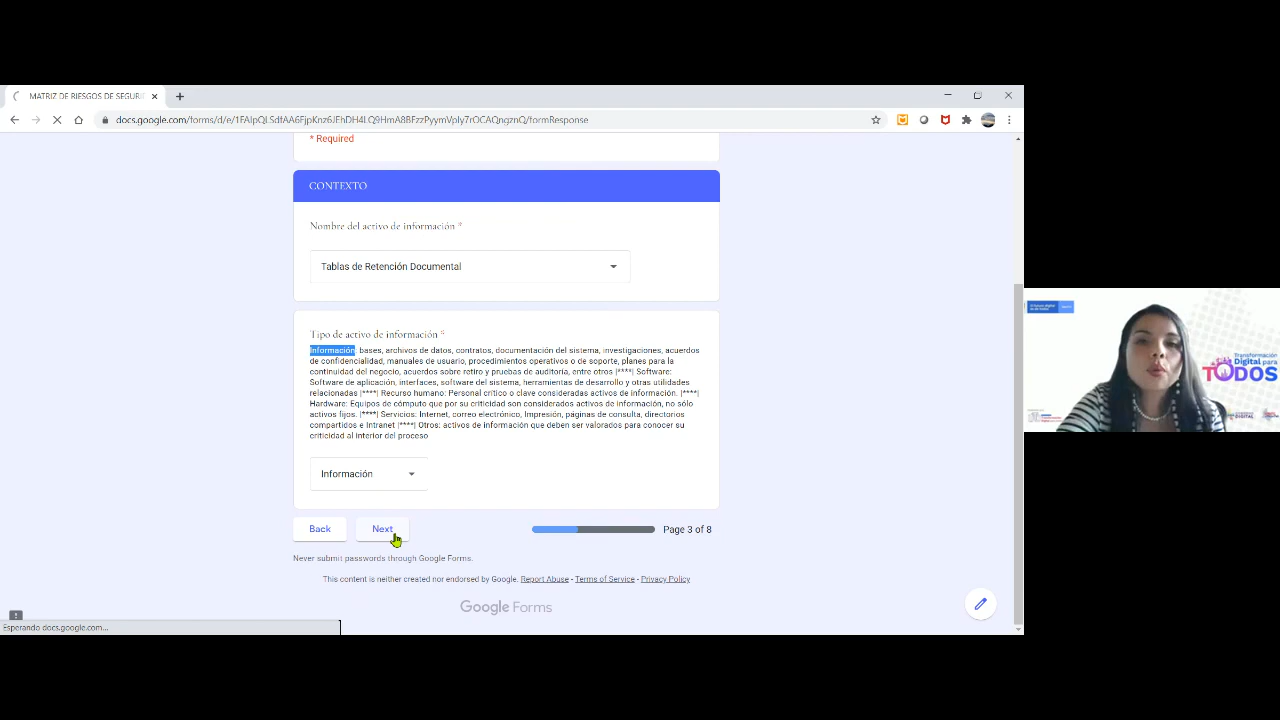 MATRIZ DE RIESGOS DE SEGURI
docs.google.com/forms/d/e/1FAIpQLSdfAA6FjpKnz6JEhDH4LQ9HmA8BFzzPyymVpIy7rOCAQngznQ/formResponse
* Required
CONTEXTO
Nombre del activo de información *
Tablas de Retención Documental
Tipo de activo de información *
Información: bases, archivos de datos, contratos, documentación del sistema, investigaciones, acuerdos
de confidencialidad, manuales de usuario, procedimientos operativos o de soporte, planes para la
continuidad del negocio, acuerdos sobre retiro y pruebas de auditoría, entre otros |****| Software:
Software de aplicación, interfaces, software del sistema, herramientas de desarrollo y otras utilidades
relacionadas |****| Recurso humano: Personal crítico o clave consideradas activos de información. |****|
Hardware: Equipos de cómputo que por su criticidad son considerados activos de información, no sólo
activos fijos. |****| Servicios: Internet, correo electrónico, Impresión, páginas de consulta, directorios
compartidos e Intranet |****| Otros: activos de información que deben ser valorados para conocer su
criticidad al interior del proceso
Información
Back
Next
Page 3 of 8
Never submit passwords through Google Forms.
This content is neither created nor endorsed by Google. Report Abuse - Terms of Service - Privacy Policy
Google Forms
Esperando docs.google.com...
Transformación
Digital para
TODOS